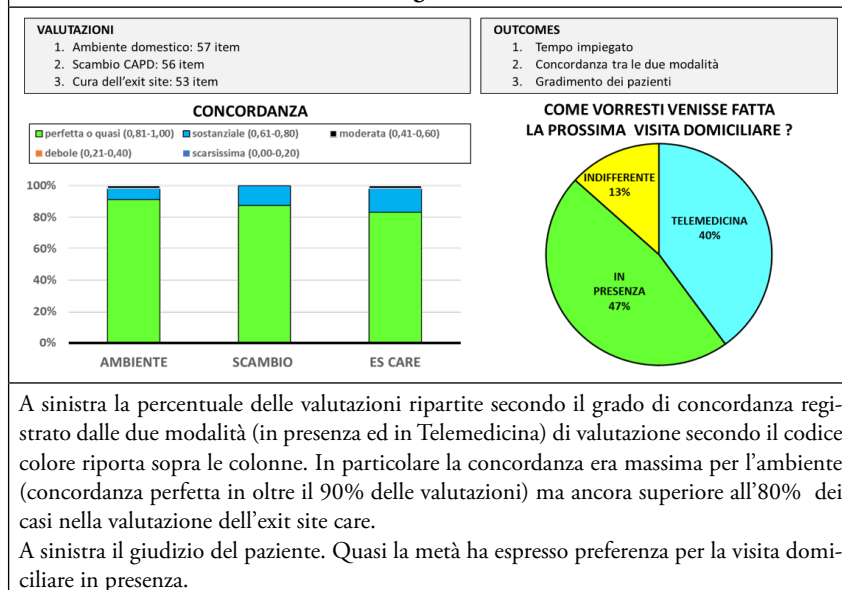 VALUTAZIONI
1. Ambiente domestico: 57 item
2. Scambio CAPD: 56 item
3. Cura dell'exit site: 53 item
OUTCOMES
1. Tempo impiegato
2. Concordanza tra le due modalità
3. Gradimento dei pazienti
CONCORDANZA
perfetta o quasi (0,81-1,00) sostanziale (0,61-0,80) moderata (0,41-0,60)
debole (0,21-0,40) scarsissima (0,00-0,20)
100%
80%
60%
40%
20%
0%
AMBIENTE SCAMBIO ES CARE
COME VORRESTI VENISSE FATTA
LA PROSSIMA VISITA DOMICILIARE ?
INDIFFERENTE
13%
TELEMEDICINA
40%
IN
PRESENZA
47%
A sinistra la percentuale delle valutazioni ripartite secondo il grado di concordanza regi-
strato dalle due modalità (in presenza ed in Telemedicina) di valutazione secondo il codice
colore riporta sopra le colonne. In particolare la concordanza era massima per l'ambiente
(concordanza perfetta in oltre il 90% delle valutazioni) ma ancora superiore all'80% dei
casi nella valutazione dell'exit site care.
A sinistra il giudizio del paziente. Quasi la metà ha espresso preferenza per la visita domi-
ciliare in presenza.